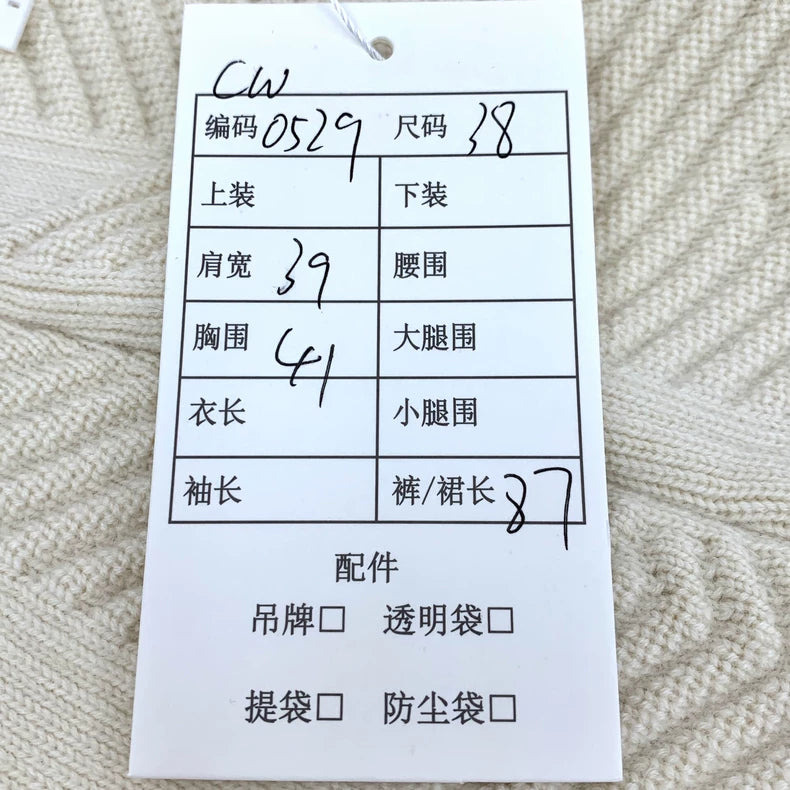 CW
编码 0529 尺码 38
上装 下装
肩宽 39 腰围
胸围 41 大腿围
衣长 小腿围
袖长 裤/裙长 87
配件
吊牌□ 透明袋□
提袋□ 防尘袋□